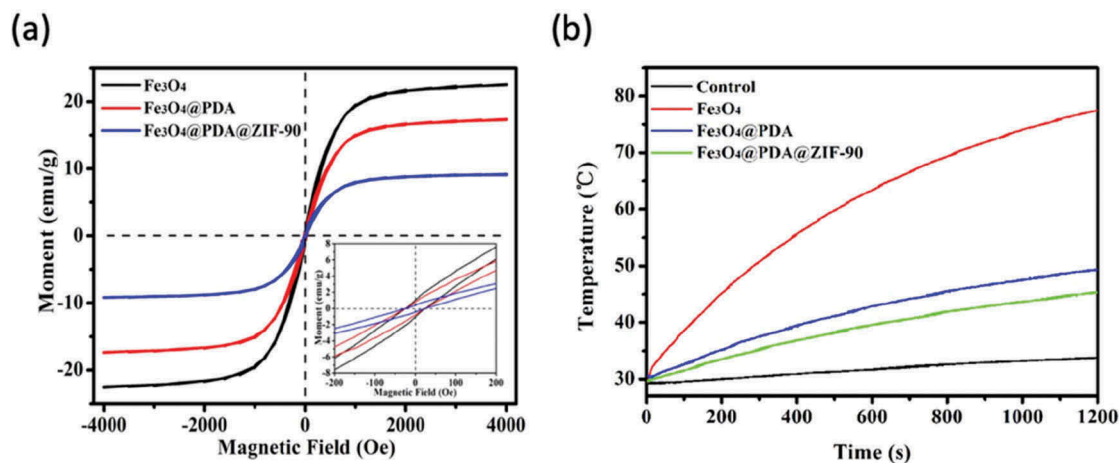 (a)
(b)
Fe₃O₄
Fe₃O₄@PDA
Fe₃O₄@PDA@ZIF-90
Moment (emu/g)
20
10
0
-10
-20
-4000 -2000 0 2000 4000
Magnetic Field (Oe)
Moment (emu/g)
8
6
4
2
0
-2
-4
-6
-8
-200 -100 0 100 200
Magnetic Field (Oe)
Control
Fe₃O₄
Fe₃O₄@PDA
Fe₃O₄@PDA@ZIF-90
Temperature (℃)
80
70
60
50
40
30
0 200 400 600 800 1000 1200
Time (s)